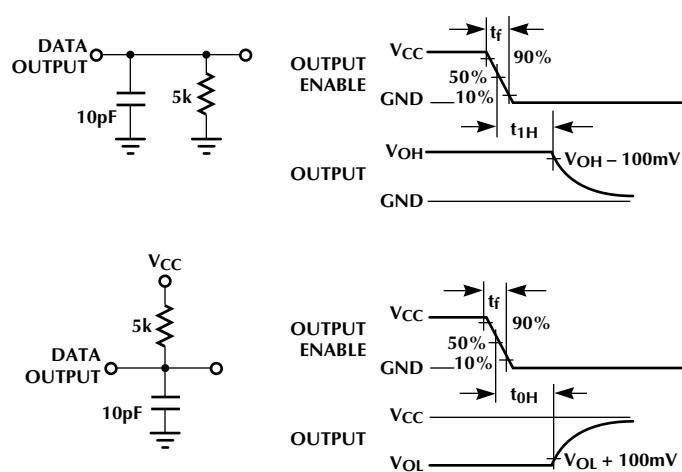 DATA
OUTPUT
10pF
5k
OUTPUT
ENABLE
VCC
GND
tf
90%
50%
10%
t1H
OUTPUT
VOH
GND
VOH – 100mV
VCC
5k
DATA
OUTPUT
10pF
OUTPUT
ENABLE
VCC
GND
tf
90%
50%
10%
t0H
OUTPUT
VCC
VOL
VOL + 100mV